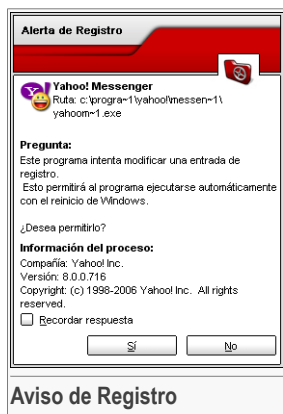 Alerta de Registro
Yahoo! Messenger
Ruta: c:\progra~1\yahool\messen~1\
yahoom~1.exe
Pregunta:
Este programa intenta modificar una entrada de
registro.
Esto permitirá al programa ejecutarse automáticamente
con el reinicio de Windows.
¿Desea permitirlo?
Información del proceso:
Compañía: Yahoo! Inc.
Versión: 8.0.0.716
Copyright: (c) 1998-2006 Yahoo! Inc. All rights
reserved.
Recordar respuesta
Sí
No
Aviso de Registro